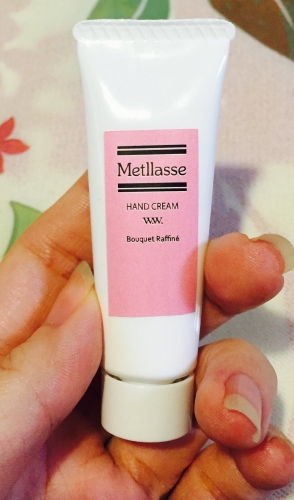 Metllasse
HAND CREAM
W.W.
Bouquet Raffiné